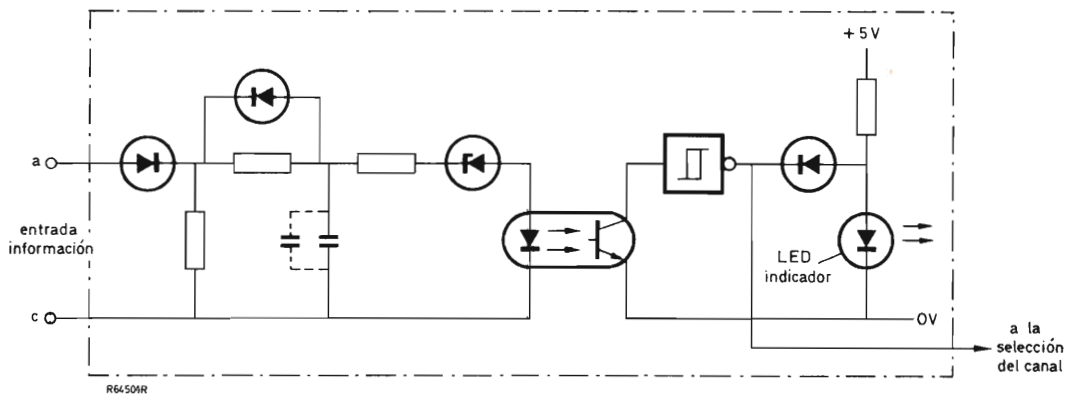 +5V
a
entrada
información
c
LED
indicador
0V
a la
selección
del canal
R64501R